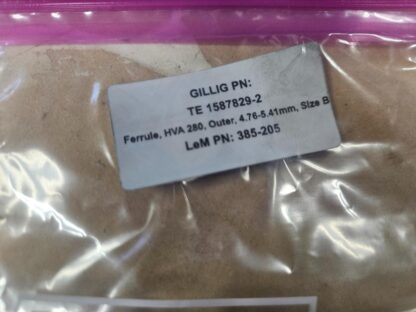 GILLIG PN:
TE 1587829-2
Ferrule, HVA 280, Outer, 4.76-5.41mm, Size B
LeM PN: 385-205